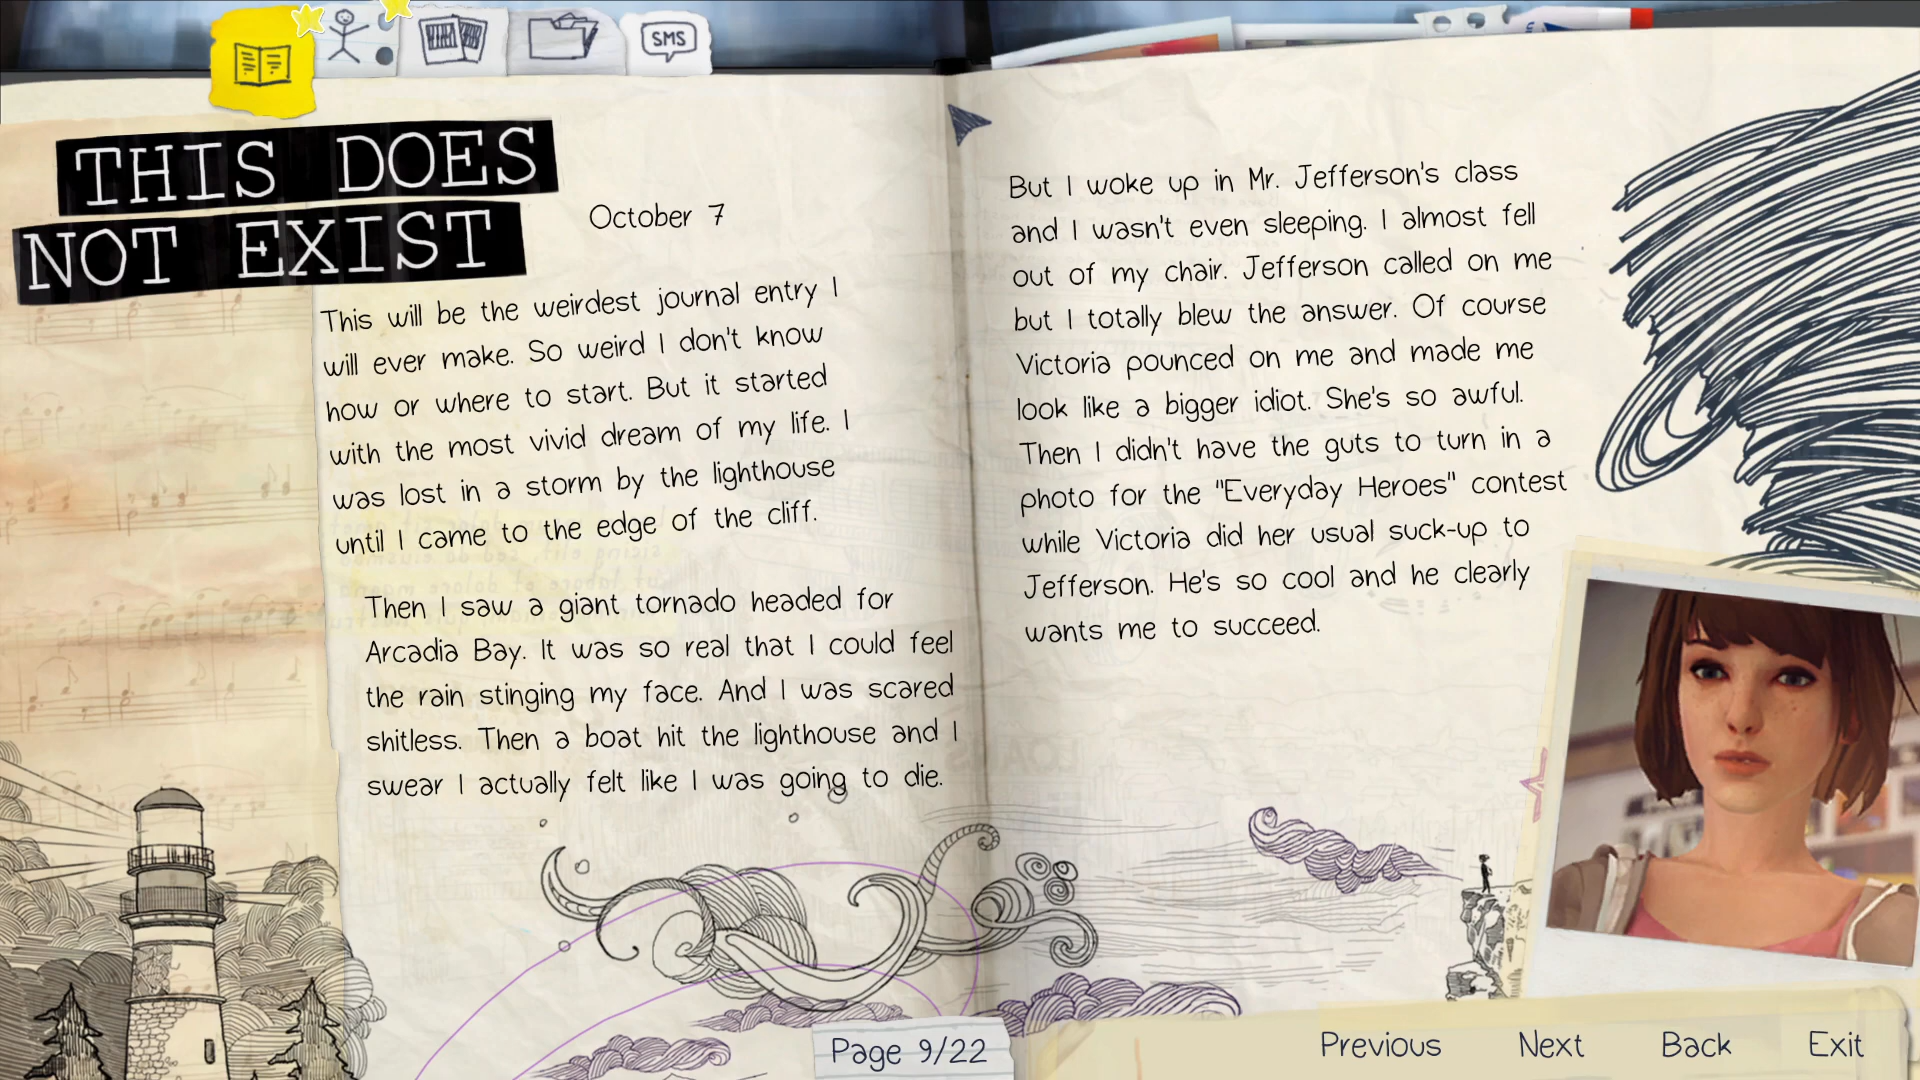 SMS
THIS DOES
NOT EXIST
October 7
This will be the weirdest journal entry I
will ever make. So weird I don't know
how or where to start. But it started
with the most vivid dream of my life. I
was lost in a storm by the lighthouse
until I came to the edge of the cliff.
Then I saw a giant tornado headed for
Arcadia Bay. It was so real that I could feel
the rain stinging my face. And I was scared
shitless. Then a boat hit the lighthouse and I
swear I actually felt like I was going to die.
But I woke up in Mr. Jefferson's class
and I wasn't even sleeping. I almost fell
out of my chair. Jefferson called on me
but I totally blew the answer. Of course
Victoria pounced on me and made me
look like a bigger idiot. She's so awful.
Then I didn't have the guts to turn in a
photo for the "Everyday Heroes" contest
while Victoria did her usual suck-up to
Jefferson. He's so cool and he clearly
wants me to succeed.
Page 9/22
Previous Next Back Exit